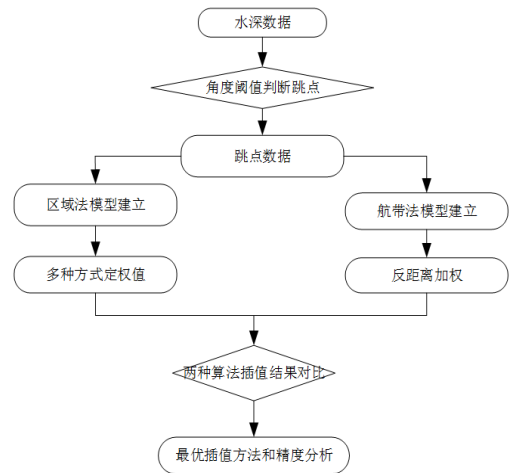 水深数据
角度阈值判断跳点
跳点数据
区域法模型建立
航带法模型建立
多种方式定权值
反距离加权
两种算法插值结果对比
最优插值方法和精度分析